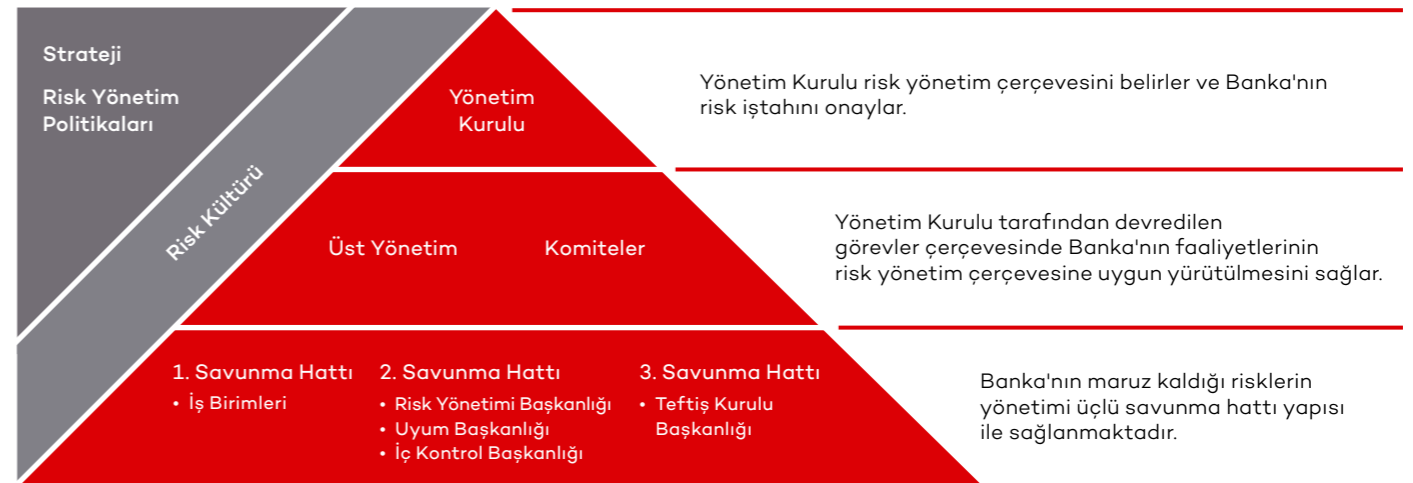 Strateji
Risk Yönetim
Politikaları
Risk Kültürü
Yönetim
Kurulu
Yönetim Kurulu risk yönetim çerçevesini belirler ve Banka'nın
risk iştahını onaylar.
Üst Yönetim
Komiteler
Yönetim Kurulu tarafından devredilen
görevler çerçevesinde Banka'nın faaliyetlerinin
risk yönetim çerçevesine uygun yürütülmesini sağlar.
1. Savunma Hattı
• İş Birimleri
2. Savunma Hattı
• Risk Yönetimi Başkanlığı
• Uyum Başkanlığı
• İç Kontrol Başkanlığı
3. Savunma Hattı
• Teftiş Kurulu
Başkanlığı
Banka'nın maruz kaldığı risklerin
yönetimi üçlü savunma hattı yapısı
ile sağlanmaktadır.